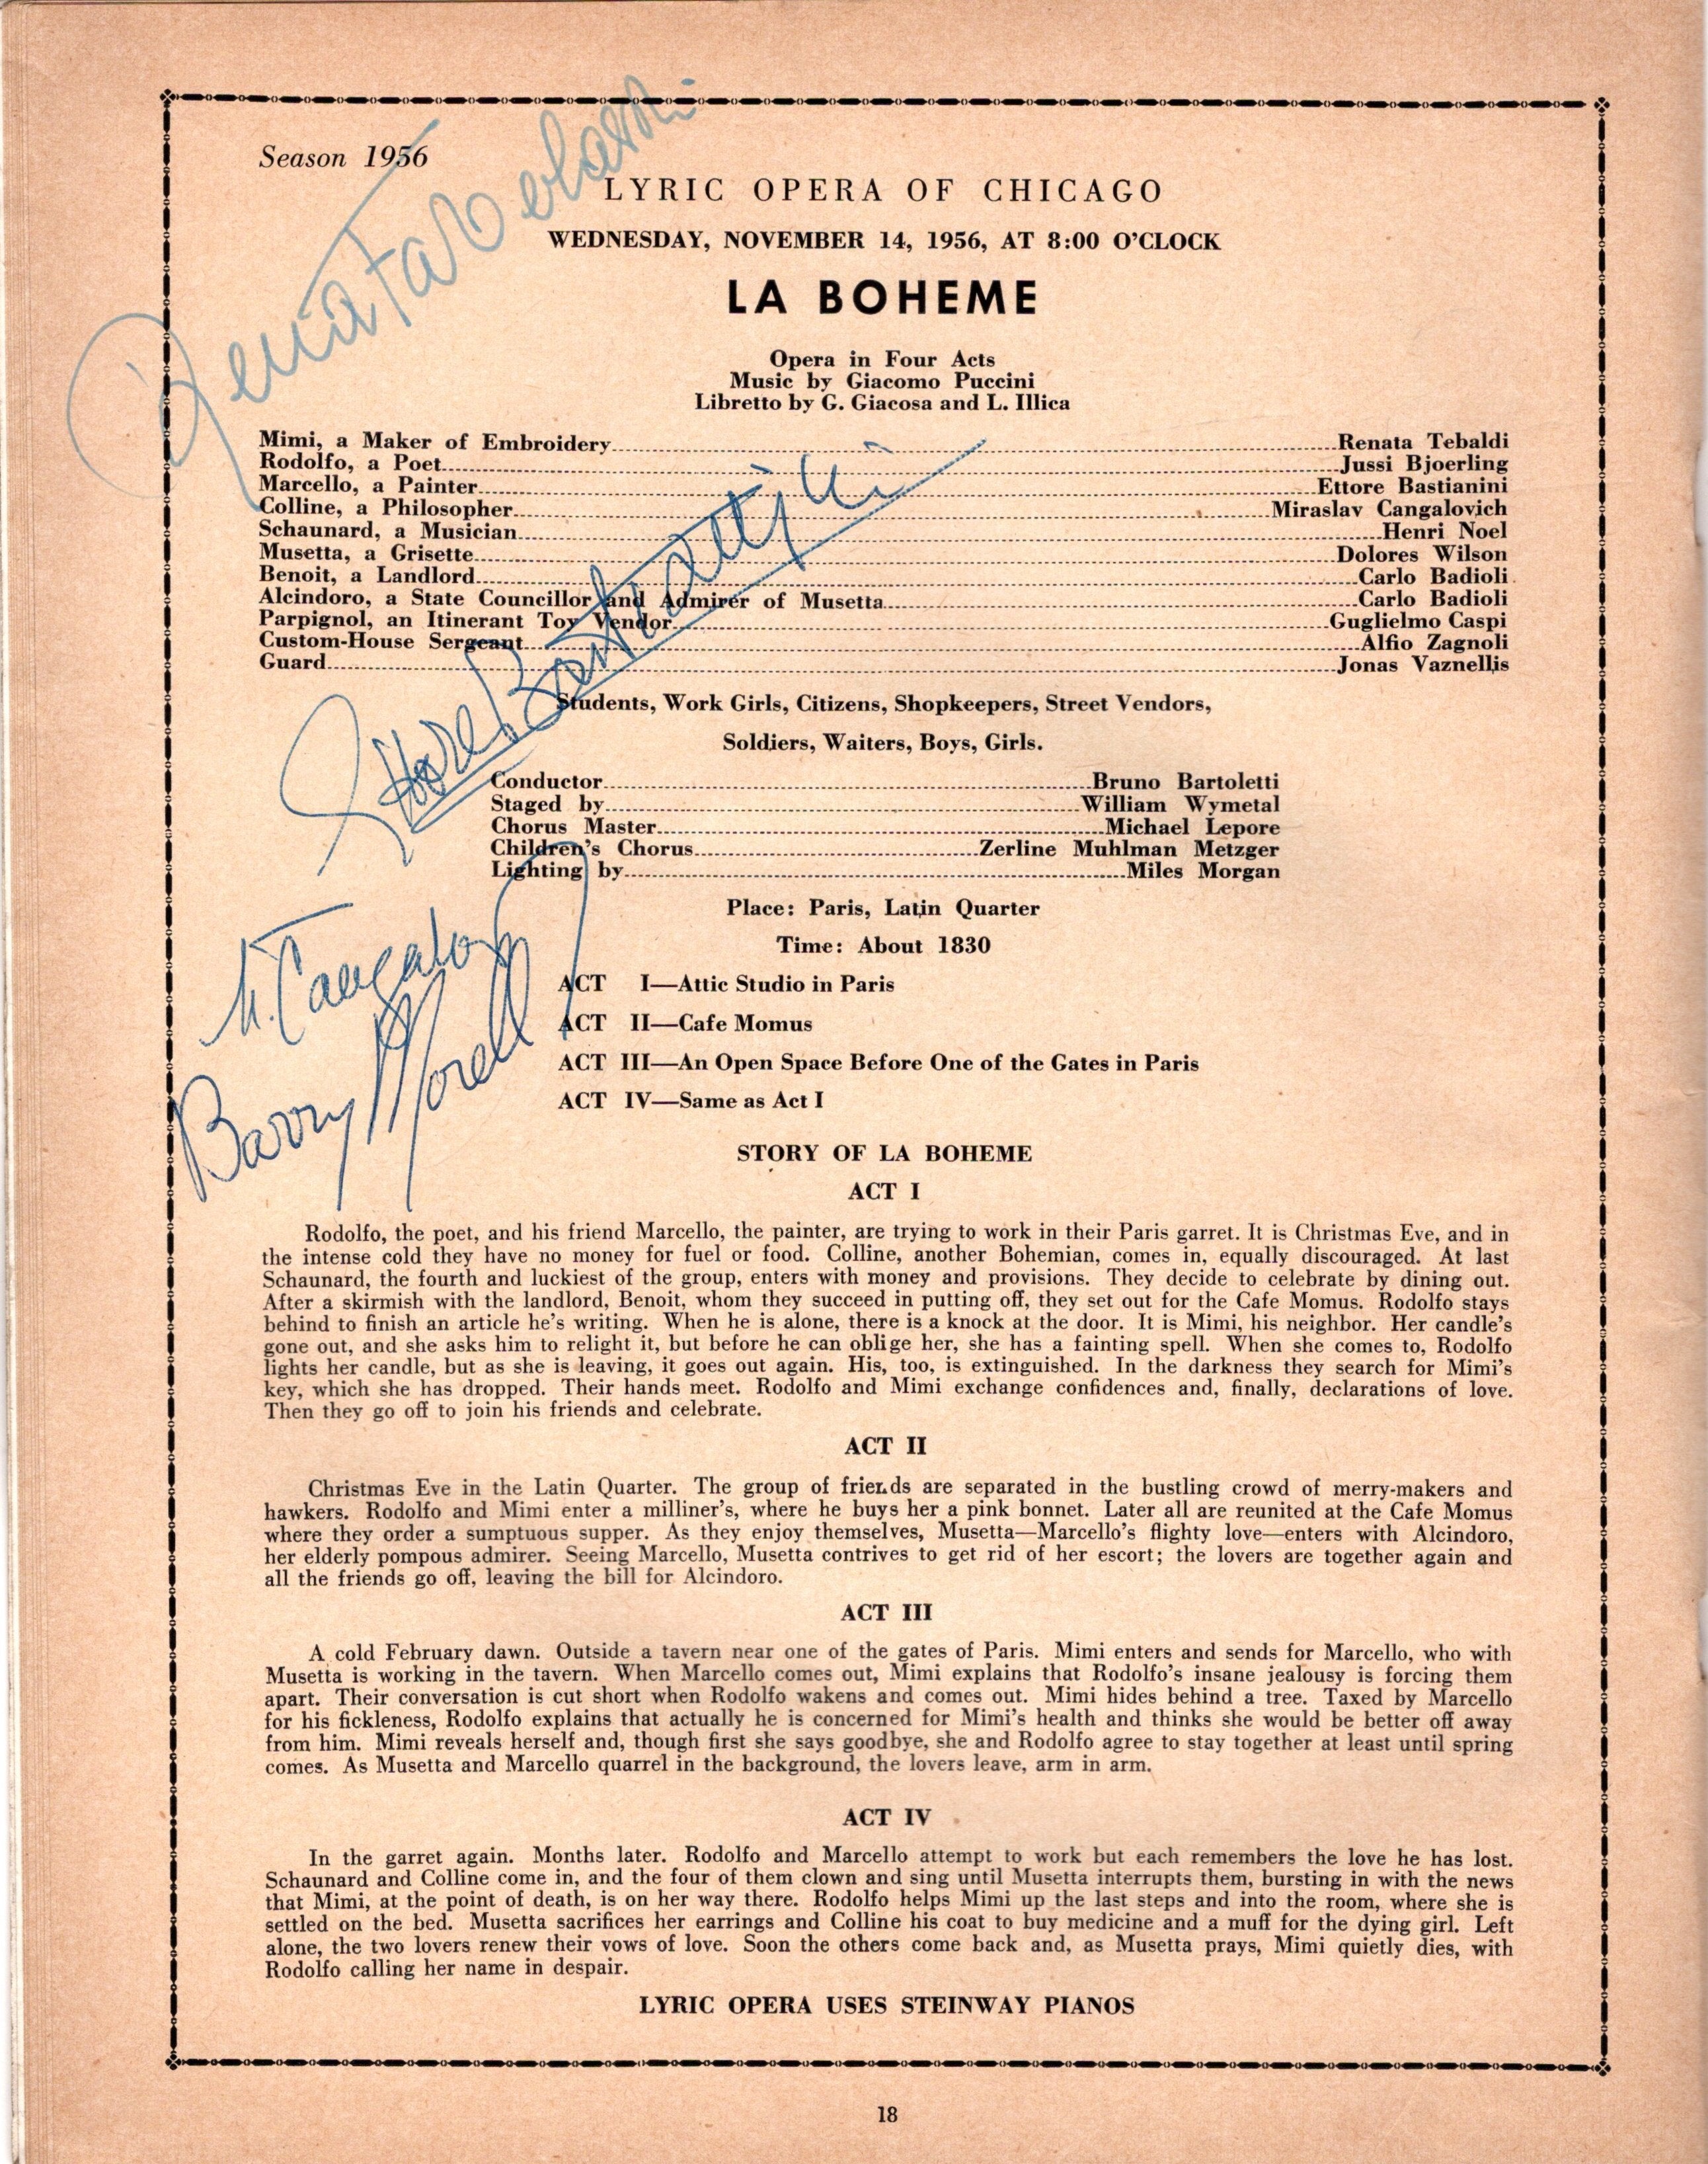 Season 1956
LYRIC OPERA OF CHICAGO
WEDNESDAY, NOVEMBER 14, 1956, AT 8:00 O'CLOCK
LA BOHEME
Renata Tebaldi
Opera in Four Acts
Music by Giacomo Puccini
Libretto by G. Giacosa and L. Illica
Mimi, a Maker of Embroidery Renata Tebaldi
Rodolfo, a Poet Jussi Bjoerling
Marcello, a Painter Ettore Bastianini
Colline, a Philosopher Miraslav Cangalovich
Schaunard, a Musician Henri Noel
Musetta, a Grisette Dolores Wilson
Benoit, a Landlord Carlo Badioli
Alcindoro, a State Councillor and Admirer of Musetta Carlo Badioli
Parpignol, an Itinerant Toy Vendor Guglielmo Caspi
Custom-House Sergeant Alfio Zagnoli
Guard Jonas Vaznellis
Ettore Bastianini
Students, Work Girls, Citizens, Shopkeepers, Street Vendors,
Soldiers, Waiters, Boys, Girls.
Conductor Bruno Bartoletti
Staged by William Wymetal
Chorus Master Michael Lepore
Children's Chorus Zerline Muhlman Metzger
Lighting by Miles Morgan
Place: Paris, Latin Quarter
Time: About 1830
M. Cangalo
Barry Morell
ACT I—Attic Studio in Paris
ACT II—Cafe Momus
ACT III—An Open Space Before One of the Gates in Paris
ACT IV—Same as Act I
STORY OF LA BOHEME
ACT I
Rodolfo, the poet, and his friend Marcello, the painter, are trying to work in their Paris garret. It is Christmas Eve, and in
the intense cold they have no money for fuel or food. Colline, another Bohemian, comes in, equally discouraged. At last
Schaunard, the fourth and luckiest of the group, enters with money and provisions. They decide to celebrate by dining out.
After a skirmish with the landlord, Benoit, whom they succeed in putting off, they set out for the Cafe Momus. Rodolfo stays
behind to finish an article he's writing. When he is alone, there is a knock at the door. It is Mimi, his neighbor. Her candle's
gone out, and she asks him to relight it, but before he can oblige her, she has a fainting spell. When she comes to, Rodolfo
lights her candle, but as she is leaving, it goes out again. His, too, is extinguished. In the darkness they search for Mimi's
key, which she has dropped. Their hands meet. Rodolfo and Mimi exchange confidences and, finally, declarations of love.
Then they go off to join his friends and celebrate.
ACT II
Christmas Eve in the Latin Quarter. The group of friends are separated in the bustling crowd of merry-makers and
hawkers. Rodolfo and Mimi enter a milliner's, where he buys her a pink bonnet. Later all are reunited at the Cafe Momus
where they order a sumptuous supper. As they enjoy themselves, Musetta—Marcello's flighty love—enters with Alcindoro,
her elderly pompous admirer. Seeing Marcello, Musetta contrives to get rid of her escort; the lovers are together again and
all the friends go off, leaving the bill for Alcindoro.
ACT III
A cold February dawn. Outside a tavern near one of the gates of Paris. Mimi enters and sends for Marcello, who with
Musetta is working in the tavern. When Marcello comes out, Mimi explains that Rodolfo's insane jealousy is forcing them
apart. Their conversation is cut short when Rodolfo wakens and comes out. Mimi hides behind a tree. Taxed by Marcello
for his fickleness, Rodolfo explains that actually he is concerned for Mimi's health and thinks she would be better off away
from him. Mimi reveals herself and, though first she says goodbye, she and Rodolfo agree to stay together at least until spring
comes. As Musetta and Marcello quarrel in the background, the lovers leave, arm in arm.
ACT IV
In the garret again. Months later. Rodolfo and Marcello attempt to work but each remembers the love he has lost.
Schaunard and Colline come in, and the four of them clown and sing until Musetta interrupts them, bursting in with the news
that Mimi, at the point of death, is on her way there. Rodolfo helps Mimi up the last steps and into the room, where she is
settled on the bed. Musetta sacrifices her earrings and Colline his coat to buy medicine and a muff for the dying girl. Left
alone, the two lovers renew their vows of love. Soon the others come back and, as Musetta prays, Mimi quietly dies, with
Rodolfo calling her name in despair.
LYRIC OPERA USES STEINWAY PIANOS
18